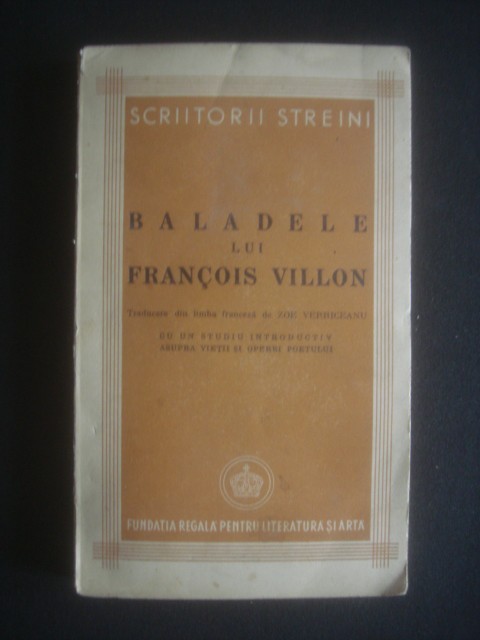 SCRIITORII STREINI
BALADELE
LUI
FRANÇOIS VILLON
Traducere din limba franceză de ZOE VERBICEANU
CU UN STUDIU INTRODUCTIV
ASUPRA VIEȚII ȘI OPEREI POETULUI
FUNDAȚIA REGALĂ PENTRU LITERATURĂ ȘI ARTĂ